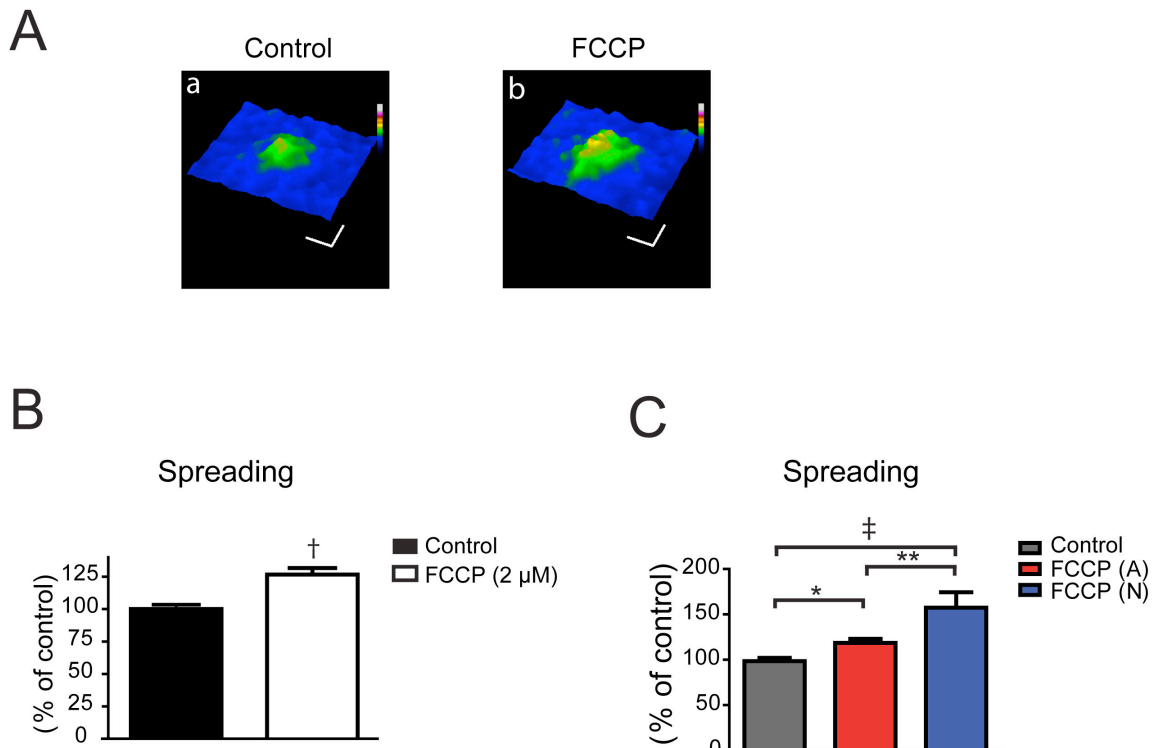 A
Control
FCCP
a
b
B
Spreading
(% of control)
125
100
75
50
25
0
†
Control
FCCP (2 µM)
C
Spreading
(% of control)
200
150
100
50
0
‡
**
*
Control
FCCP (A)
FCCP (N)